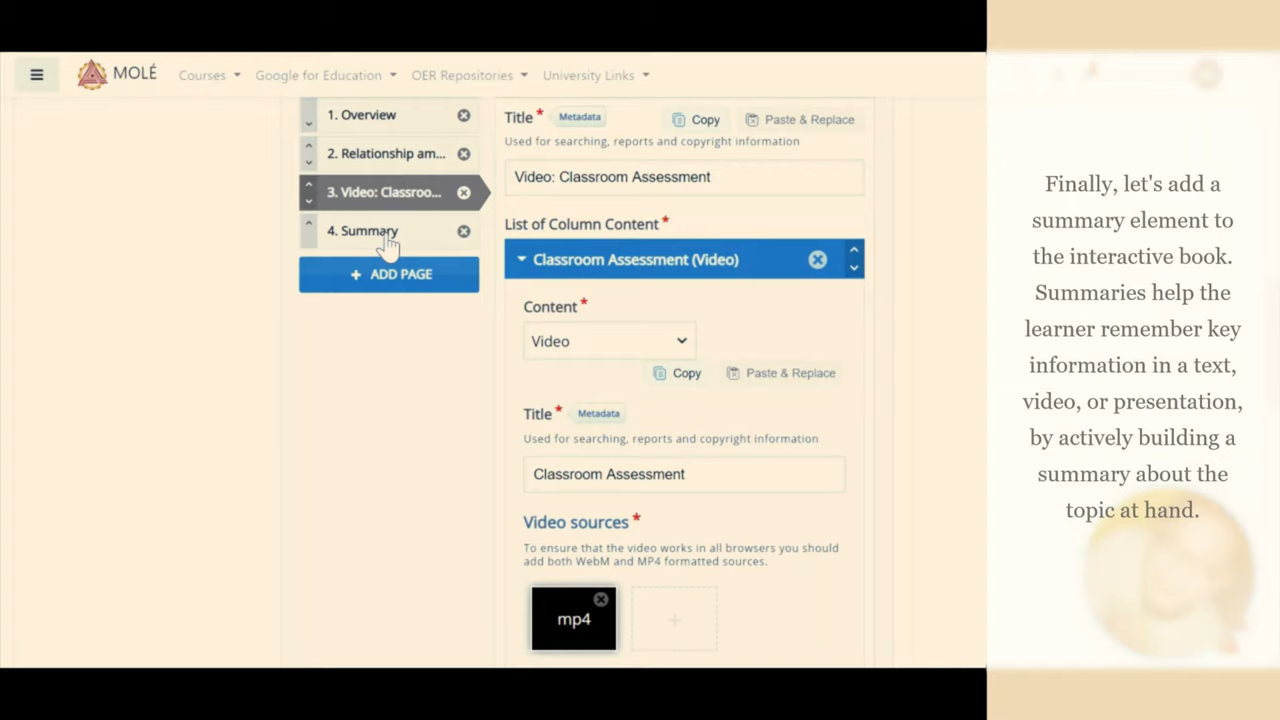 MOLÉ Courses Google for Education OER Repositories University Links
1. Overview
2. Relationship am...
3. Video: Classroo...
4. Summary
+ ADD PAGE
Title * Metadata Copy Paste & Replace
Used for searching, reports and copyright information
Video: Classroom Assessment
List of Column Content *
Classroom Assessment (Video)
Content *
Video
Copy Paste & Replace
Title * Metadata
Used for searching, reports and copyright information
Classroom Assessment
Video sources *
To ensure that the video works in all browsers you should
add both WebM and MP4 formatted sources.
mp4
Finally, let's add a
summary element to
the interactive book.
Summaries help the
learner remember key
information in a text,
video, or presentation,
by actively building a
summary about the
topic at hand.